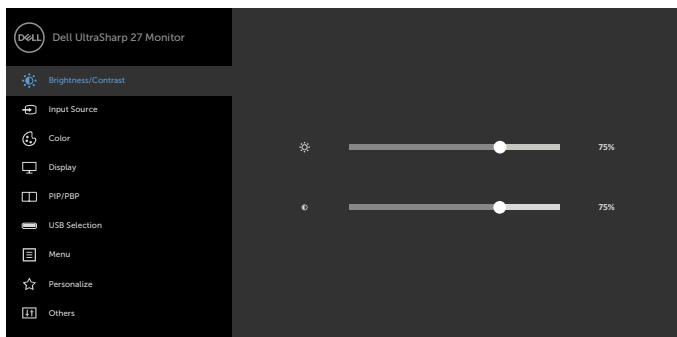 DELL Dell UltraSharp 27 Monitor
Brightness/Contrast
Input Source
Color
75%
Display
PIP/PBP
75%
USB Selection
Menu
Personalize
Others